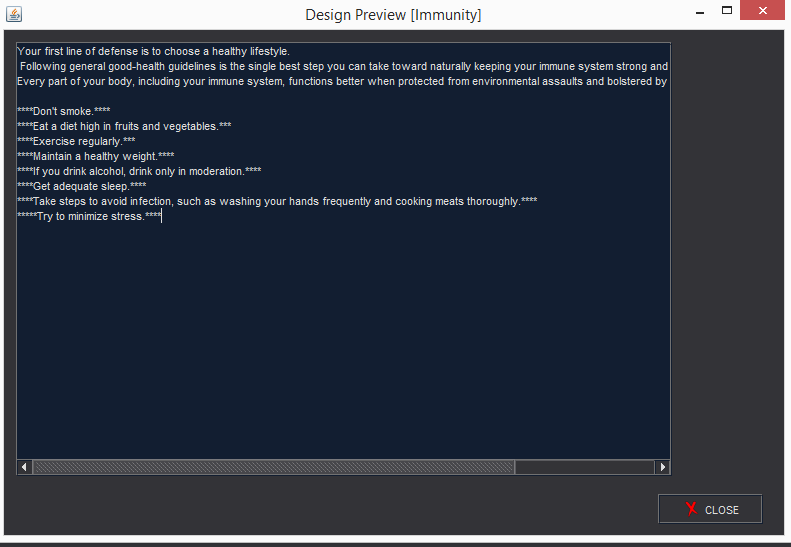 Design Preview [Immunity]
Your first line of defense is to choose a healthy lifestyle.
Following general good-health guidelines is the single best step you can take toward naturally keeping your immune system strong and
Every part of your body, including your immune system, functions better when protected from environmental assaults and bolstered by
****Don't smoke.****
****Eat a diet high in fruits and vegetables.***
****Exercise regularly.***
****Maintain a healthy weight.****
****If you drink alcohol, drink only in moderation.****
****Get adequate sleep.****
****Take steps to avoid infection, such as washing your hands frequently and cooking meats thoroughly.****
*****Try to minimize stress.****
CLOSE